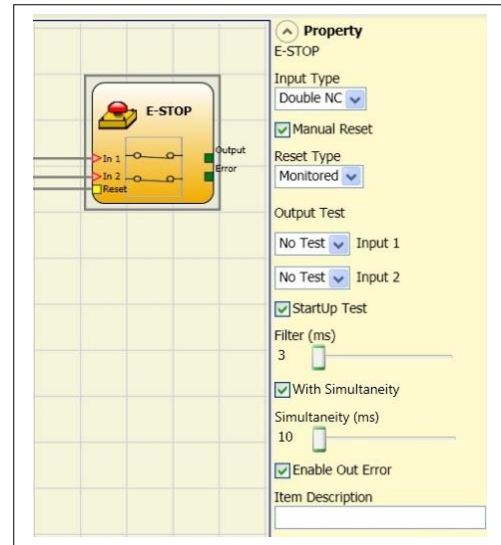 E-STOP
In 1
In 2
Reset
Output
Error
Property
E-STOP
Input Type
Double NC
Manual Reset
Reset Type
Monitored
Output Test
No Test Input 1
No Test Input 2
StartUp Test
Filter (ms)
3
With Simultaneity
Simultaneity (ms)
10
Enable Out Error
Item Description